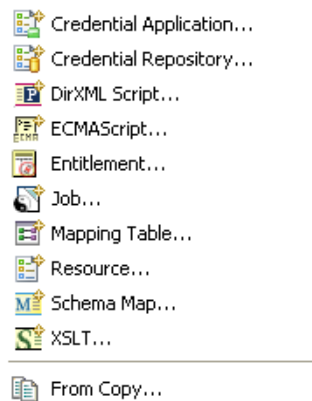 Credential Application...
Credential Repository...
DirXML Script...
ECMAScript...
Entitlement...
Job...
Mapping Table...
Resource...
Schema Map...
XSLT...
From Copy...